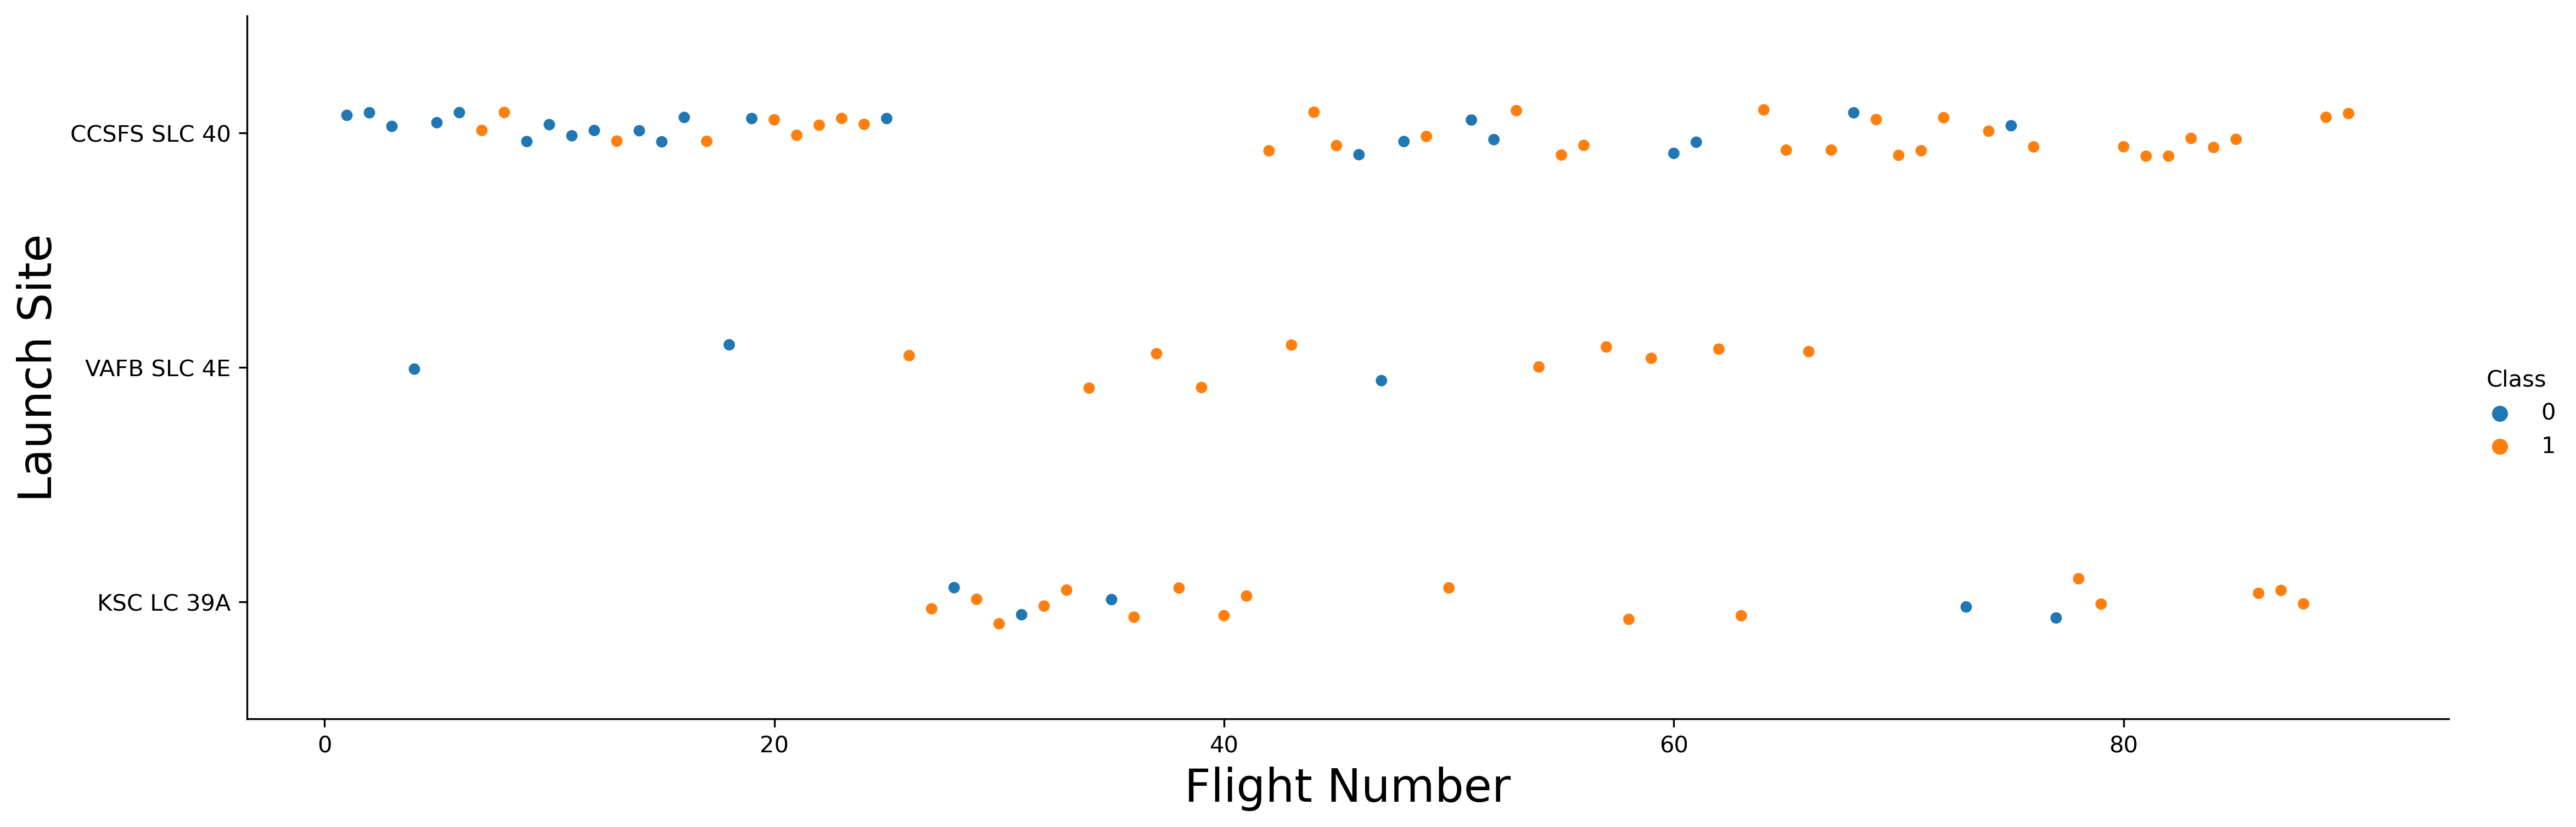 CCSFS SLC 40
VAFB SLC 4E
KSC LC 39A
Launch Site
0 20 40 60 80
Flight Number
Class
0
1